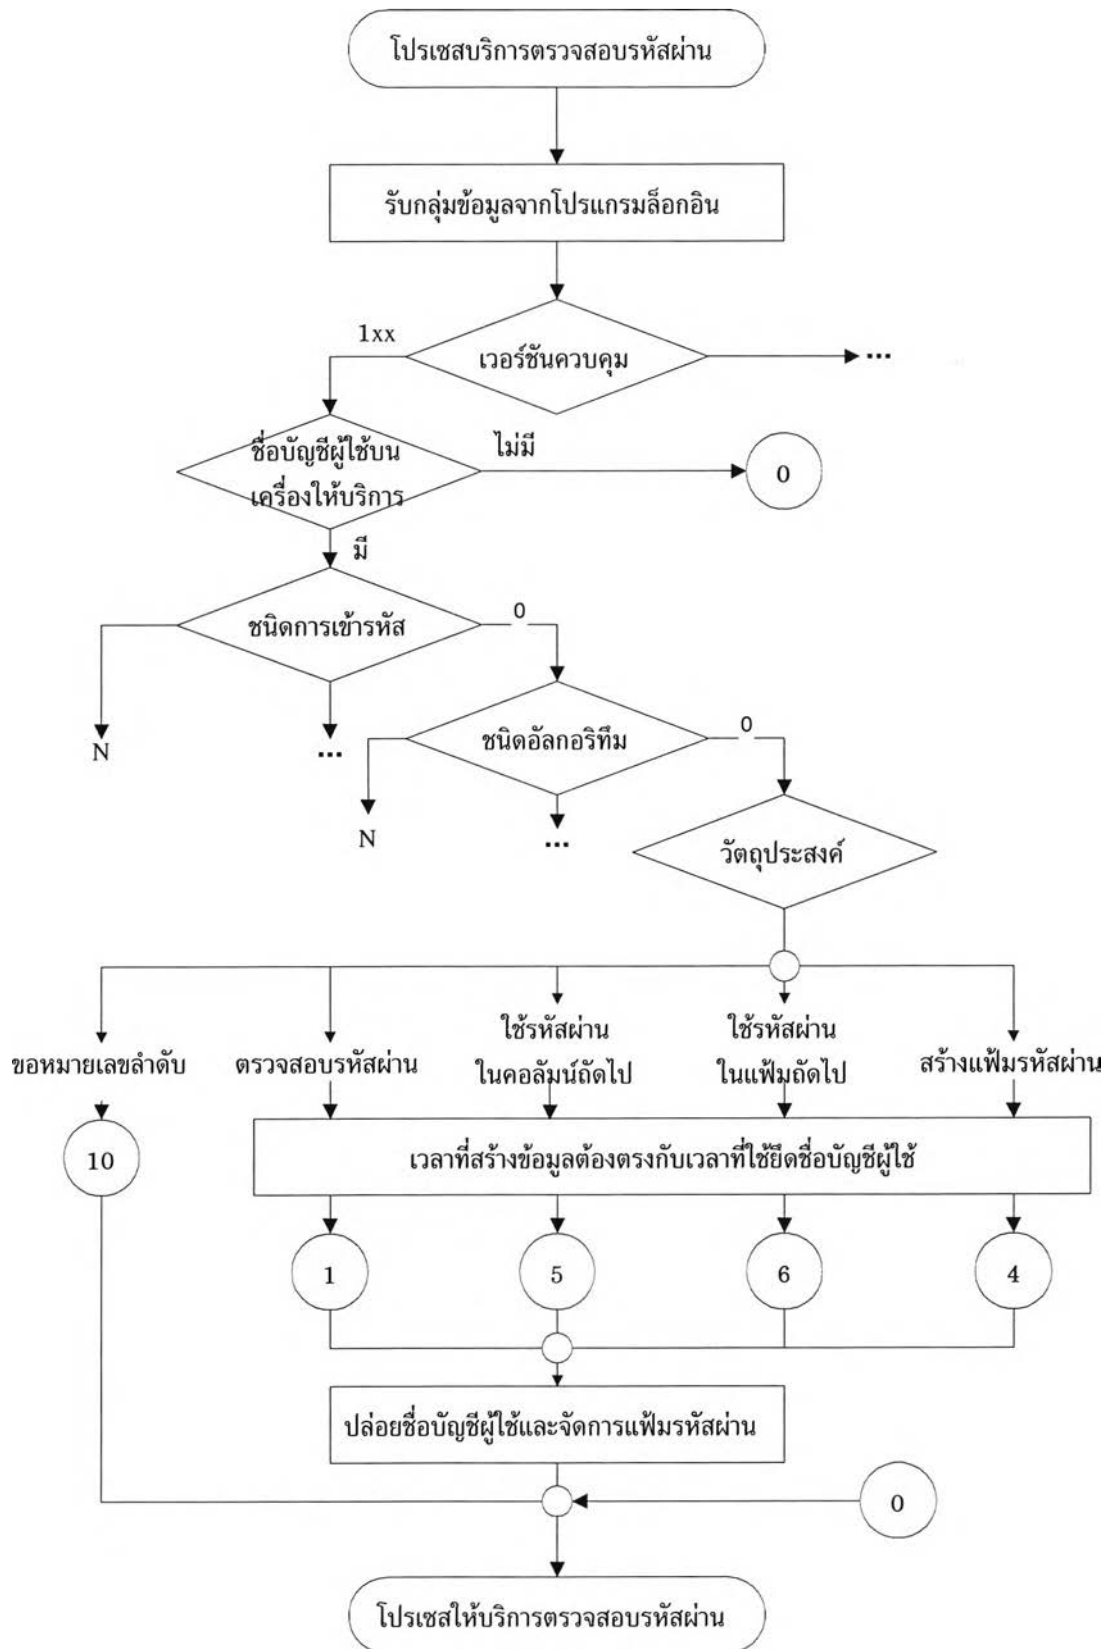 โปรเซสบริการตรวจสอบรหัสผ่าน
รับกลุ่มข้อมูลจากโปรแกรมล็อกอิน
1xx
เวอร์ชันควบคุม
...
ชื่อบัญชีผู้ใช้บน
เครื่องให้บริการ
ไม่มี
0
มี
ชนิดการเข้ารหัส
0
N
...
ชนิดอัลกอริทึม
0
N
...
วัตถุประสงค์
ขอหมายเลขลำดับ
ตรวจสอบรหัสผ่าน
ใช้รหัสผ่าน
ในคอลัมน์ถัดไป
ใช้รหัสผ่าน
ในแฟ้มถัดไป
สร้างแฟ้มรหัสผ่าน
10
เวลาที่สร้างข้อมูลต้องตรงกับเวลาที่ใช้ยึดชื่อบัญชีผู้ใช้
1
5
6
4
ปล่อยชื่อบัญชีผู้ใช้และจัดการแฟ้มรหัสผ่าน
0
โปรเซสให้บริการตรวจสอบรหัสผ่าน